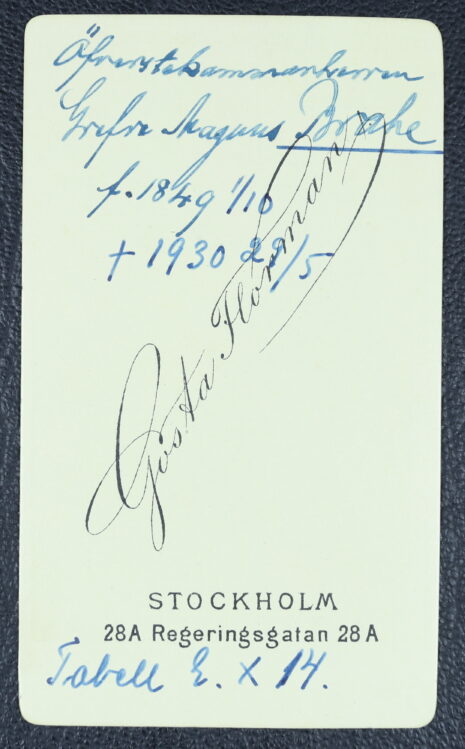 Öfverstekammarherren
Grefve Magnus Brahe
f. 1849 1/10
† 1930 29/5
Gösta Florman
STOCKHOLM
28A Regeringsgatan 28A
Tabell E. x 14.